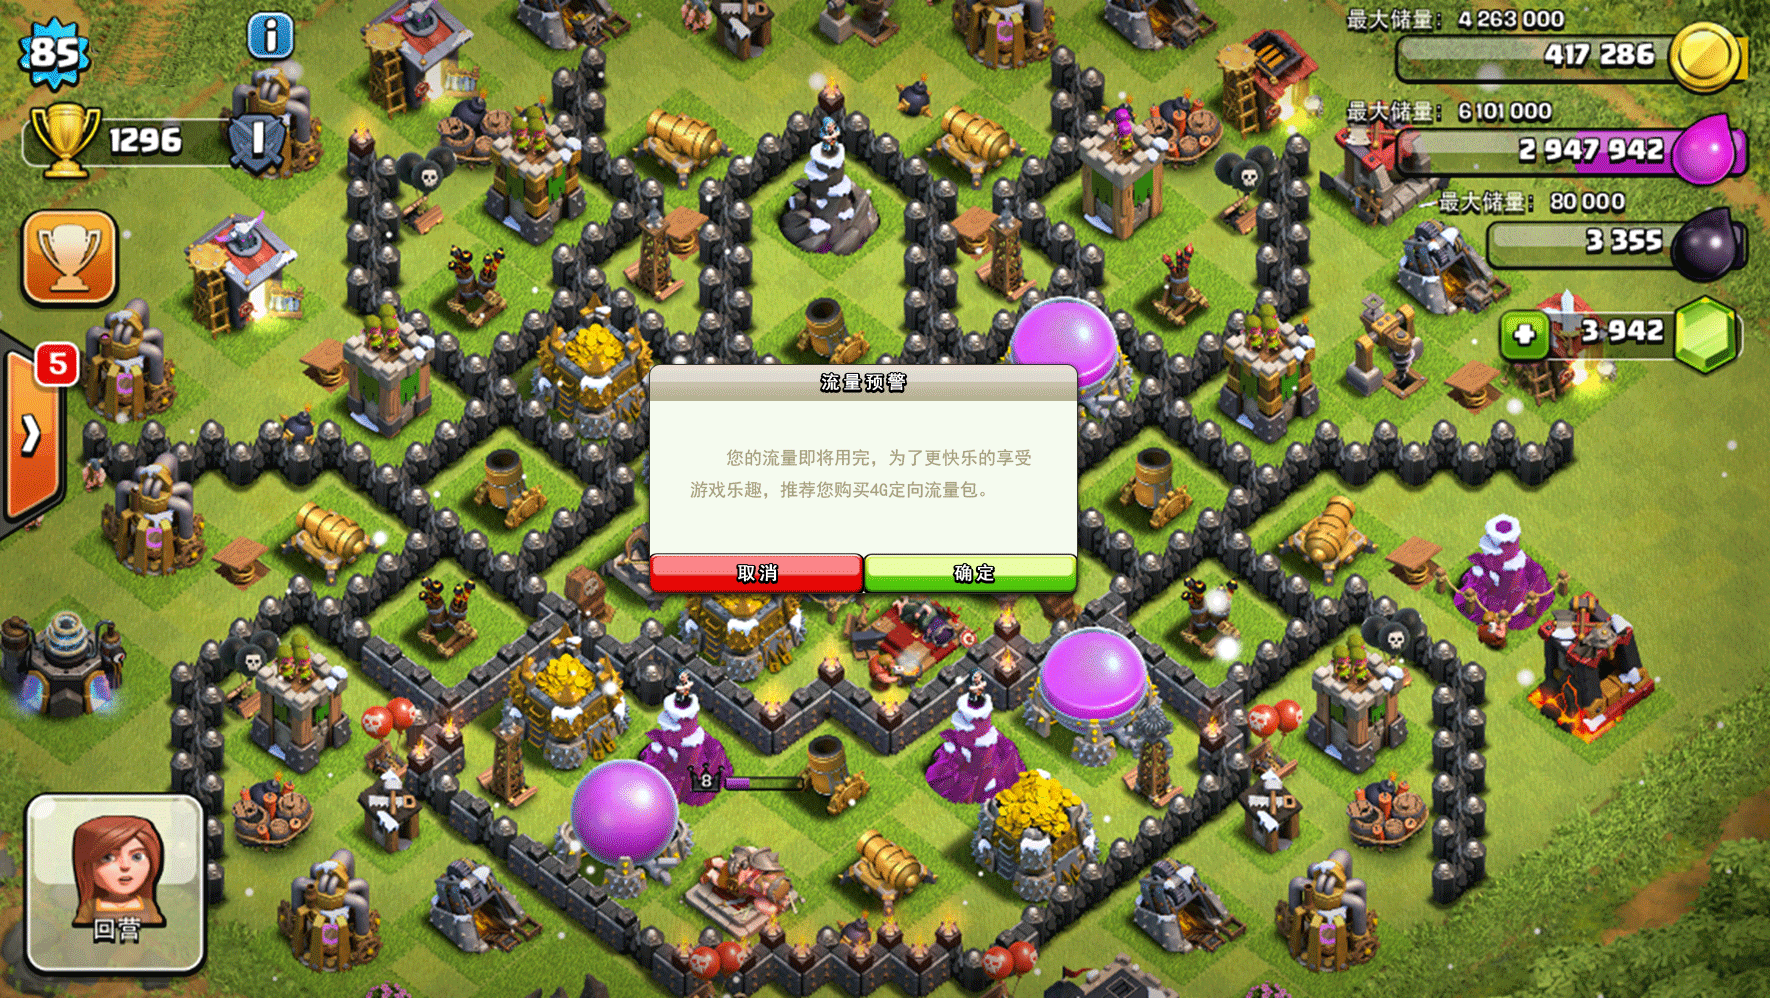 85
i
最大储量：4 263 000
417 286
1296
I
最大储量：6 101 000
2 947 942
最大储量：80 000
3 355
3 942
5
流量预警
您的流量即将用完，为了更快乐的享受
游戏乐趣，推荐您购买4G定向流量包。
取消
确定
8
回营